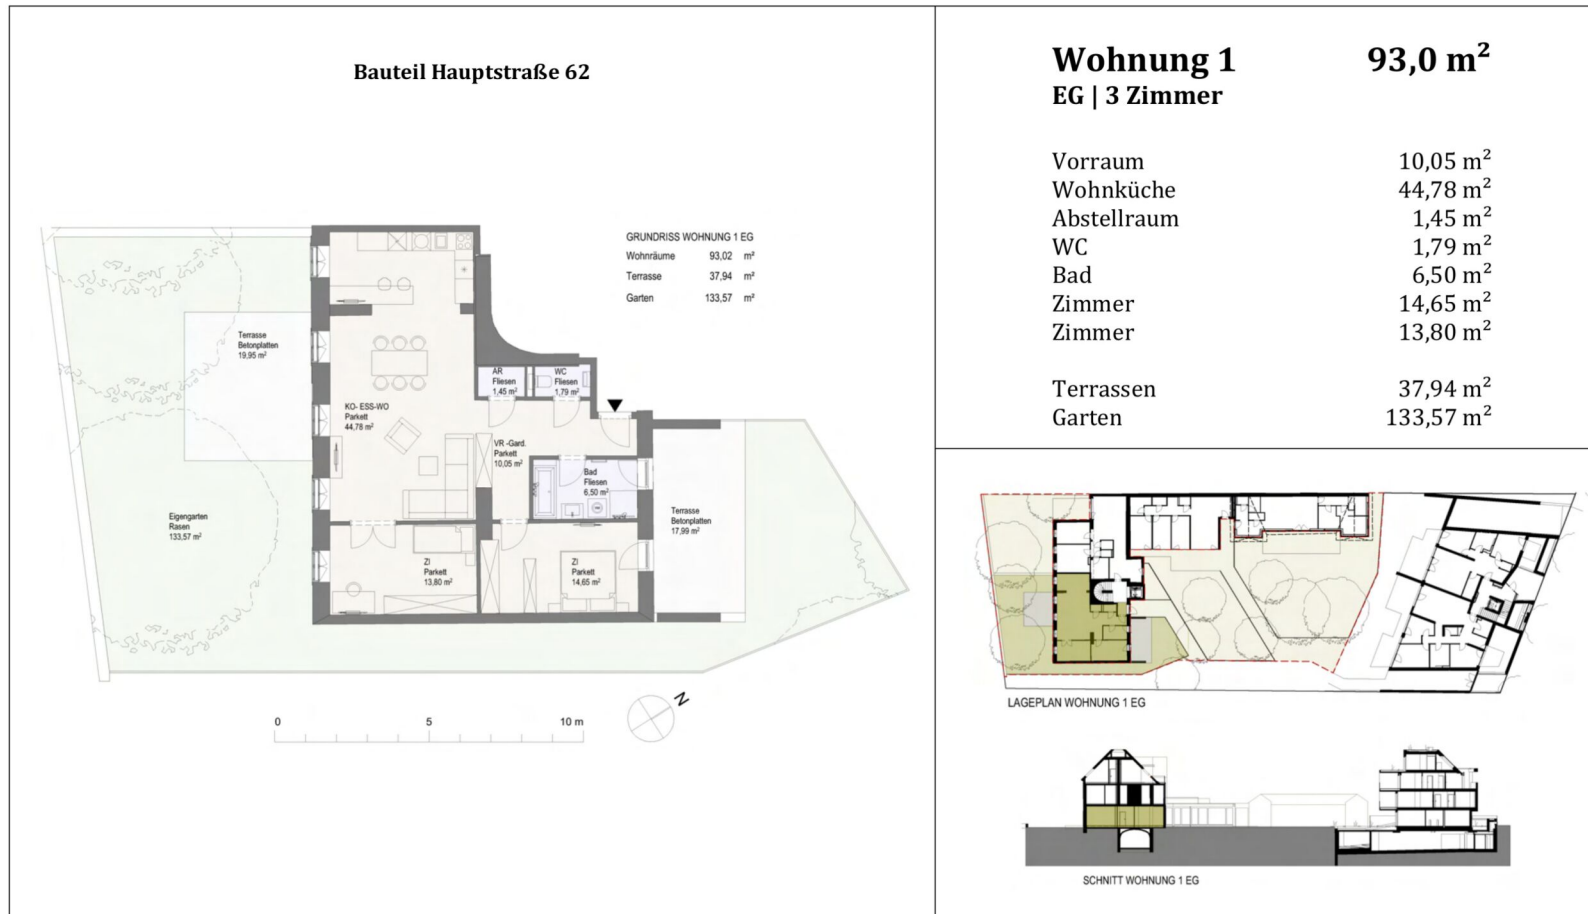 Bauteil Hauptstraße 62
GRUNDRISS WOHNUNG 1 EG
Wohnräume 93,02 m²
Terrasse 37,94 m²
Garten 133,57 m²
Terrasse
Betonplatten
19,95 m²
AR
Fliesen
1,45 m²
WC
Fliesen
1,79 m²
KO- ESS-WO
Parkett
44,78 m²
VR -Gard.
Parkett
10,05 m²
Bad
Fliesen
6,50 m²
Eigengarten
Rasen
133,57 m²
Terrasse
Betonplatten
17,99 m²
ZI
Parkett
13,80 m²
ZI
Parkett
14,65 m²
0 5 10 m
N
Wohnung 1 93,0 m²
EG | 3 Zimmer
Vorraum 10,05 m²
Wohnküche 44,78 m²
Abstellraum 1,45 m²
WC 1,79 m²
Bad 6,50 m²
Zimmer 14,65 m²
Zimmer 13,80 m²
Terrassen 37,94 m²
Garten 133,57 m²
LAGEPLAN WOHNUNG 1 EG
SCHNITT WOHNUNG 1 EG